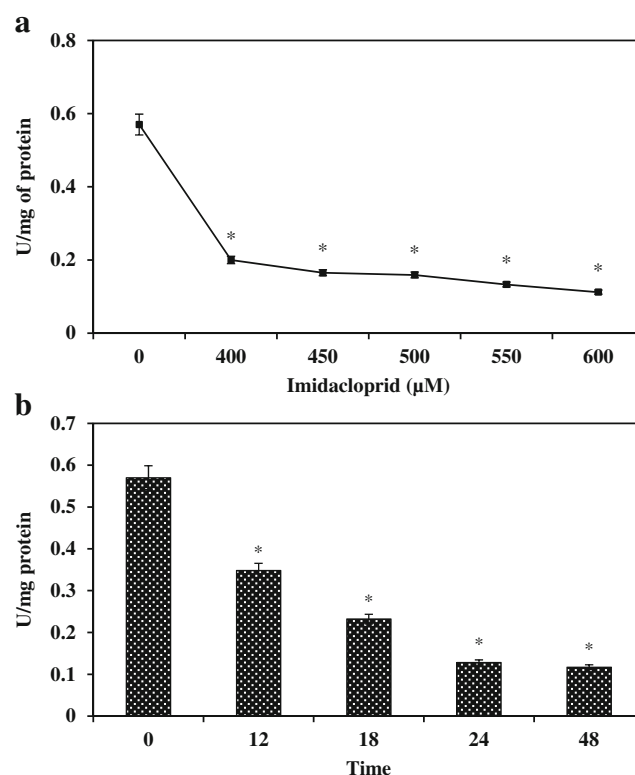 a
0.8
0.6
0.4
0.2
0
U/mg of protein
* * * * *
0 400 450 500 550 600
Imidacloprid (µM)
b
0.7
0.6
0.5
0.4
0.3
0.2
0.1
0
U/mg protein
* * * *
0 12 18 24 48
Time